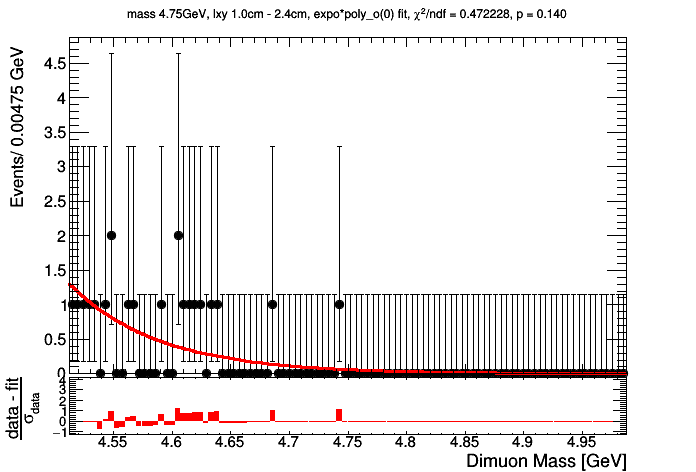 mass 4.75GeV, lxy 1.0cm - 2.4cm, expo*poly_o(0) fit, χ²/ndf = 0.472228, p = 0.140
Events/ 0.00475 GeV
4.5
4
3.5
3
2.5
2
1.5
1
0.5
0
data - fit
σdata
4
3
2
1
0
−1
4.55 4.6 4.65 4.7 4.75 4.8 4.85 4.9 4.95
Dimuon Mass [GeV]